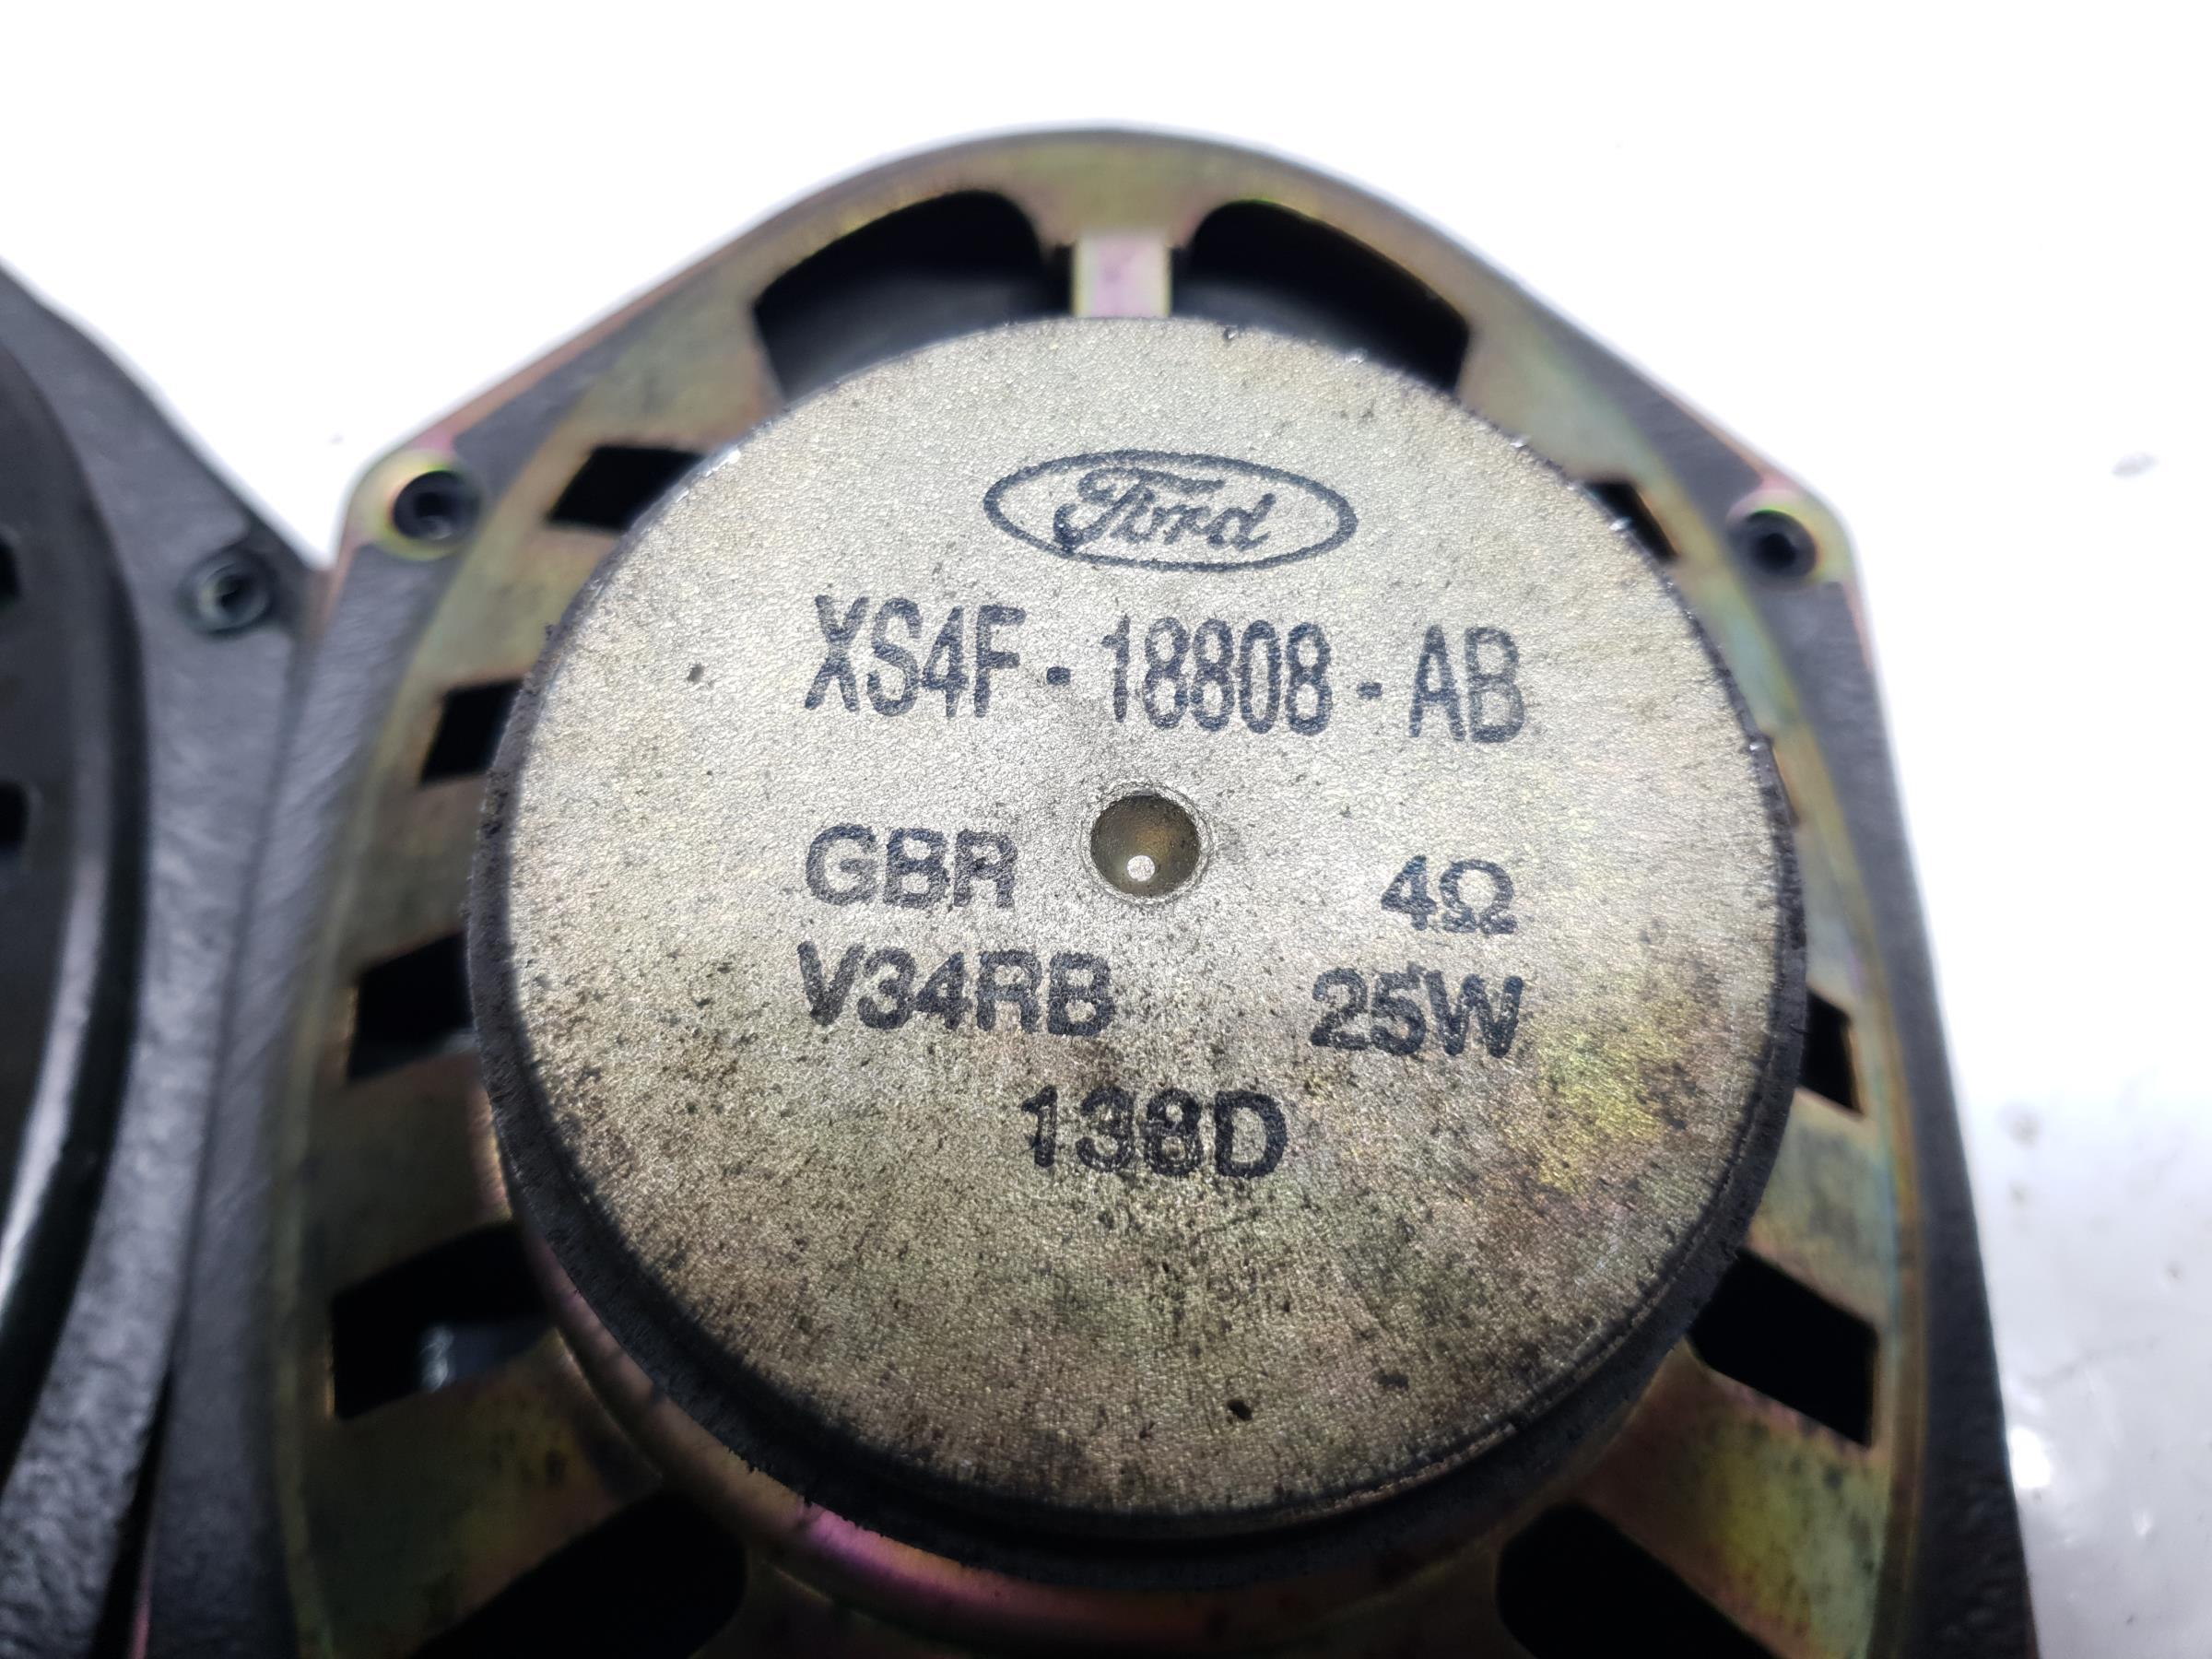 Ford
XS4F-18808-AB
GBR 4Ω
V34RB 25W
138D